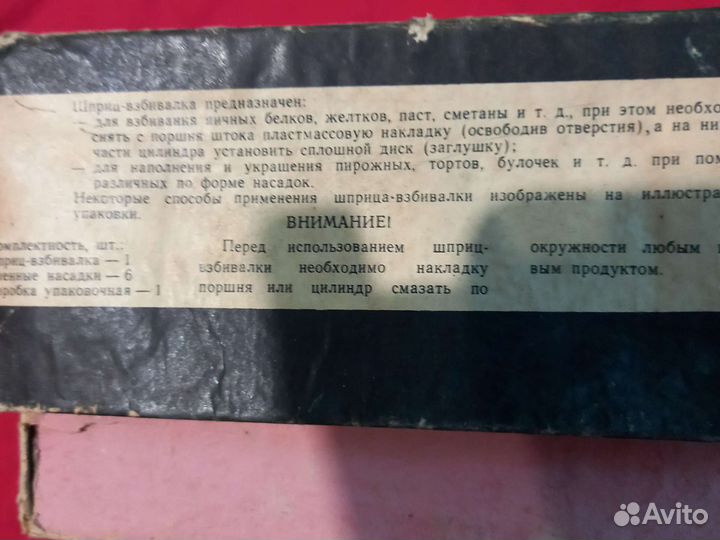 Шприц-взбивалка предназначен:
— для взбивания яичных белков, желтков, паст, сметаны и т. д., при этом необхо
снять с поршня штока пластмассовую накладку (освободив отверстия), а на ни
части цилиндра установить сплошной диск (заглушку);
— для наполнения и украшения пирожных, тортов, булочек и т. д. при пом
различных по форме насадок.
Некоторые способы применения шприца-взбивалки изображены на иллюстра
упаковки.
ВНИМАНИЕ!
омплектность, шт.:
приц-взбивалка — 1
енные насадки — 6
робка упаковочная — 1
Перед использованием шприц-
взбивалки необходимо накладку
поршня или цилиндр смазать по
окружности любым
вым продуктом.
Avito